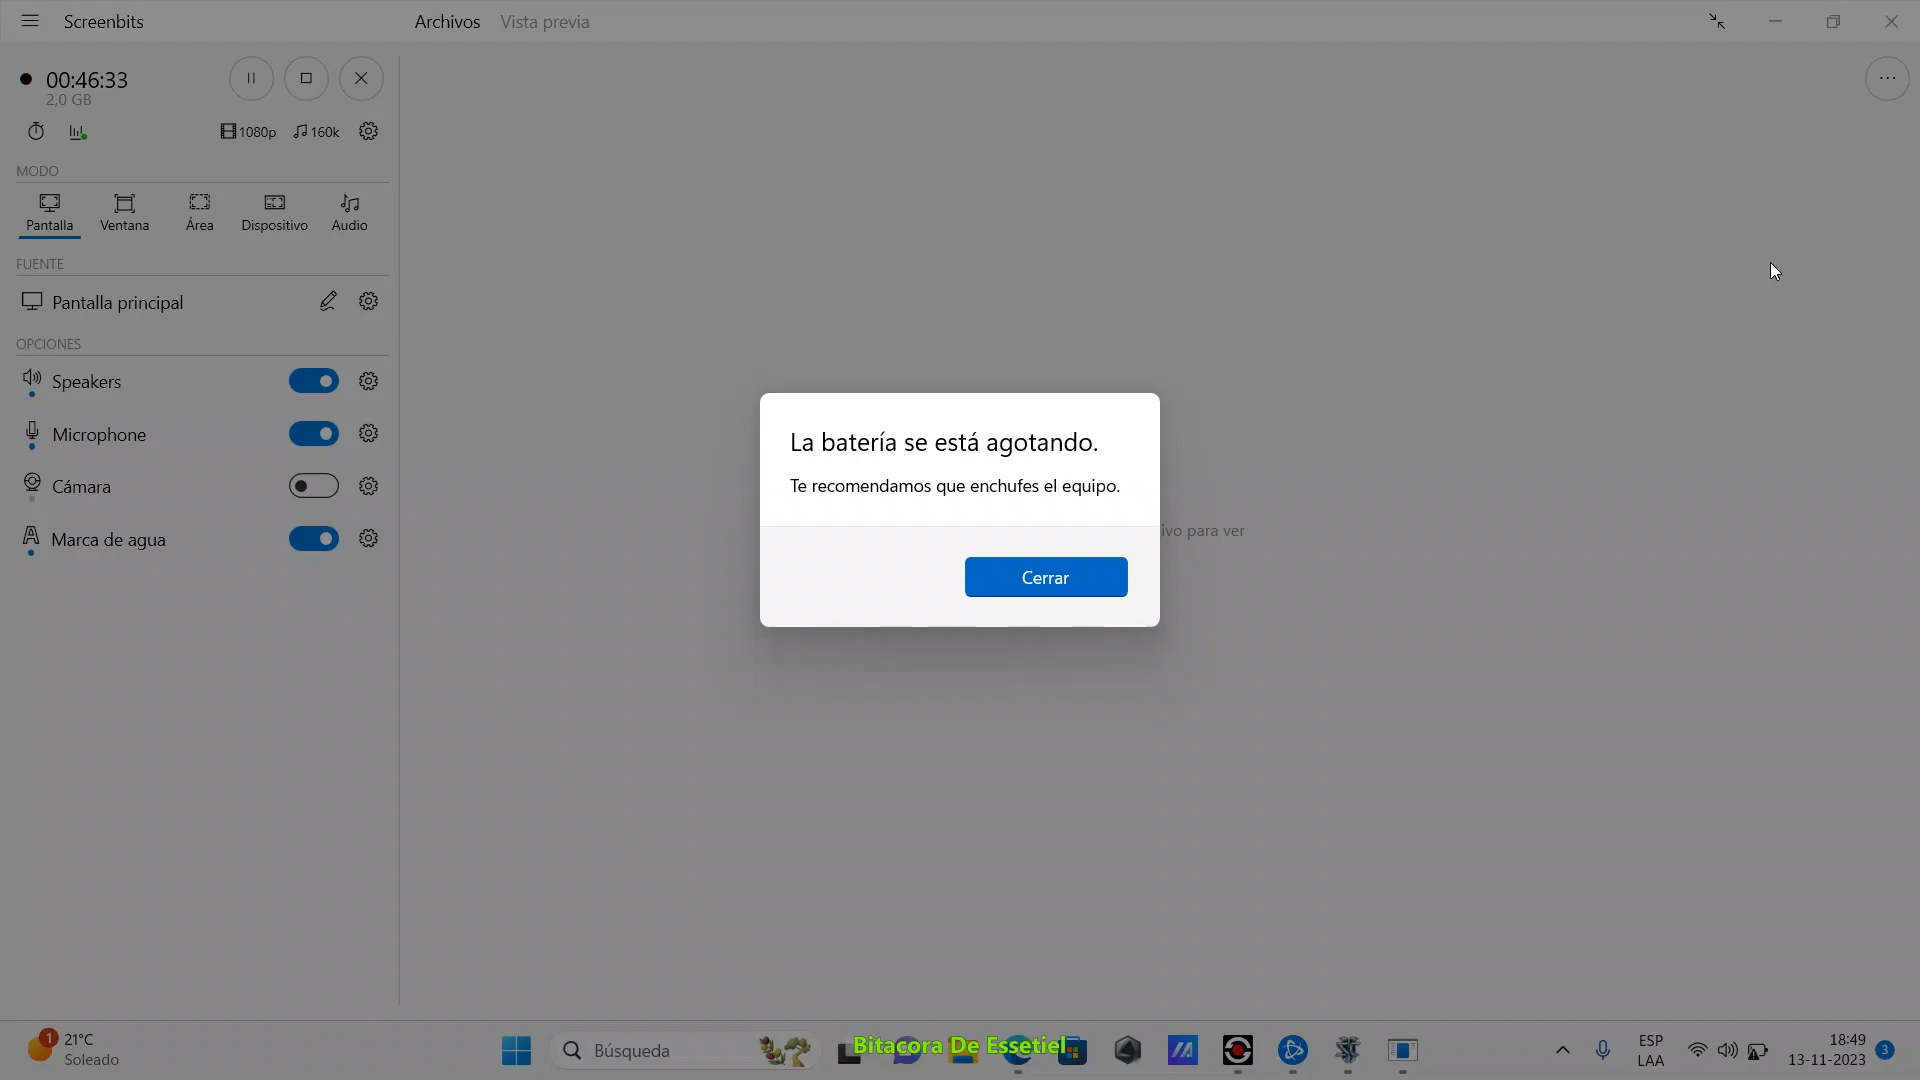 Screenbits
Archivos
Vista previa
00:46:33
2,0 GB
1080p
160k
MODO
Pantalla
Ventana
Área
Dispositivo
Audio
FUENTE
Pantalla principal
OPCIONES
Speakers
Microphone
Cámara
Marca de agua
La batería se está agotando.
Te recomendamos que enchufes el equipo.
ivo para ver
Cerrar
1
21°C
Soleado
Búsqueda
Bitacora De Essetiel
ESP
LAA
18:49
13-11-2023
3